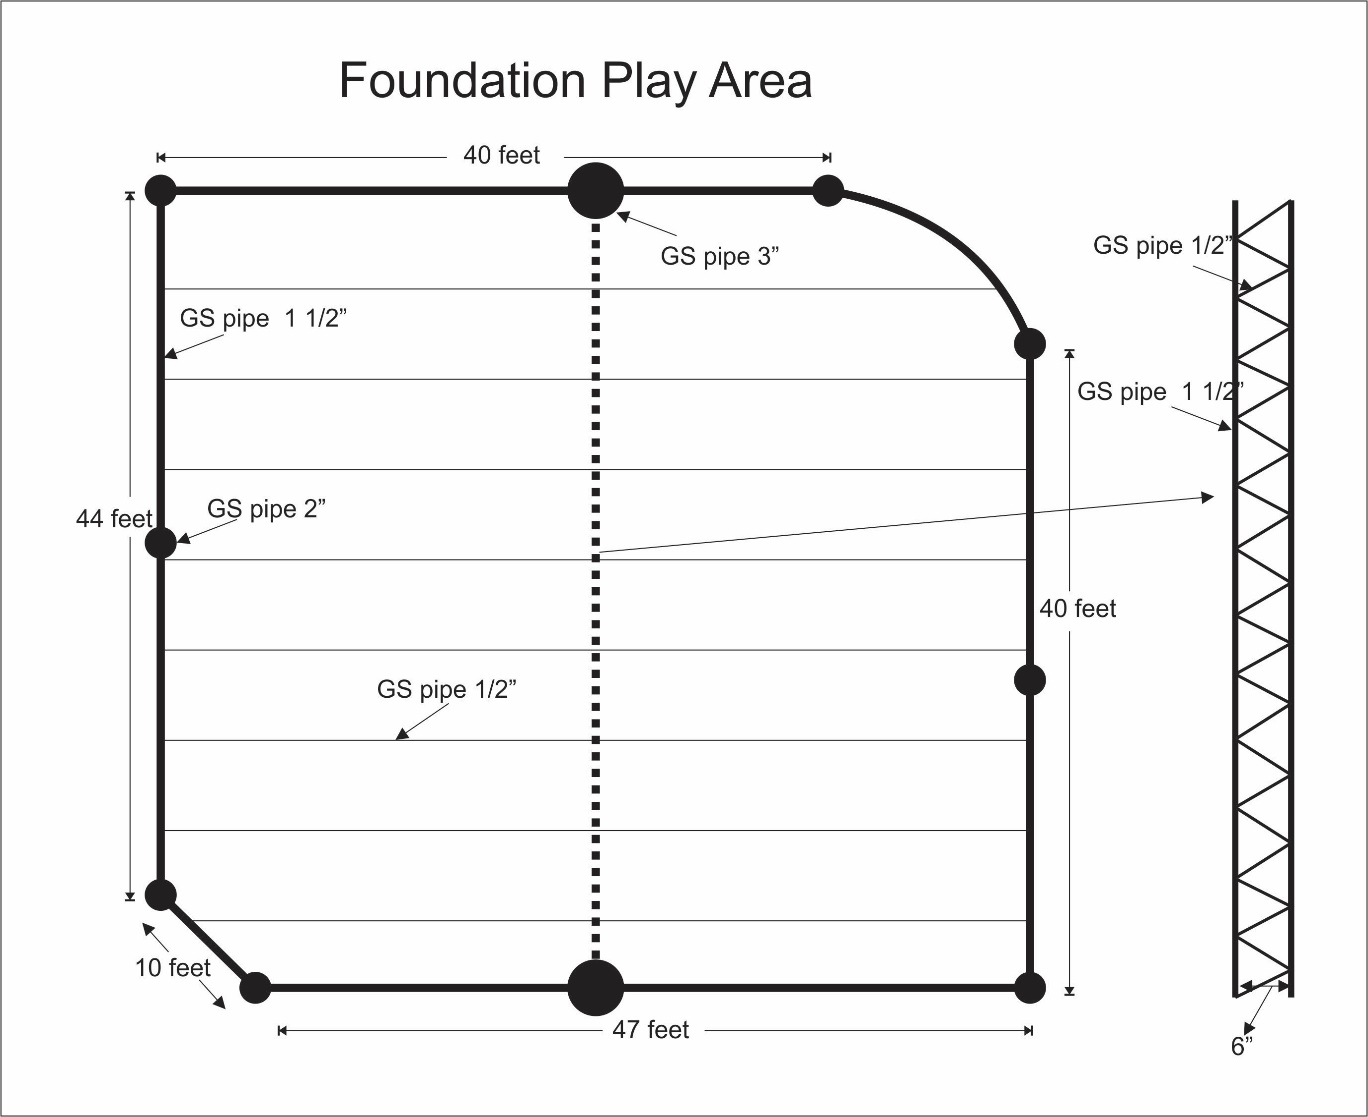 Foundation Play Area
40 feet
GS pipe 3”
GS pipe 1/2”
GS pipe 1 1/2”
GS pipe 1 1/2”
44 feet
GS pipe 2”
40 feet
GS pipe 1/2”
10 feet
47 feet
6”